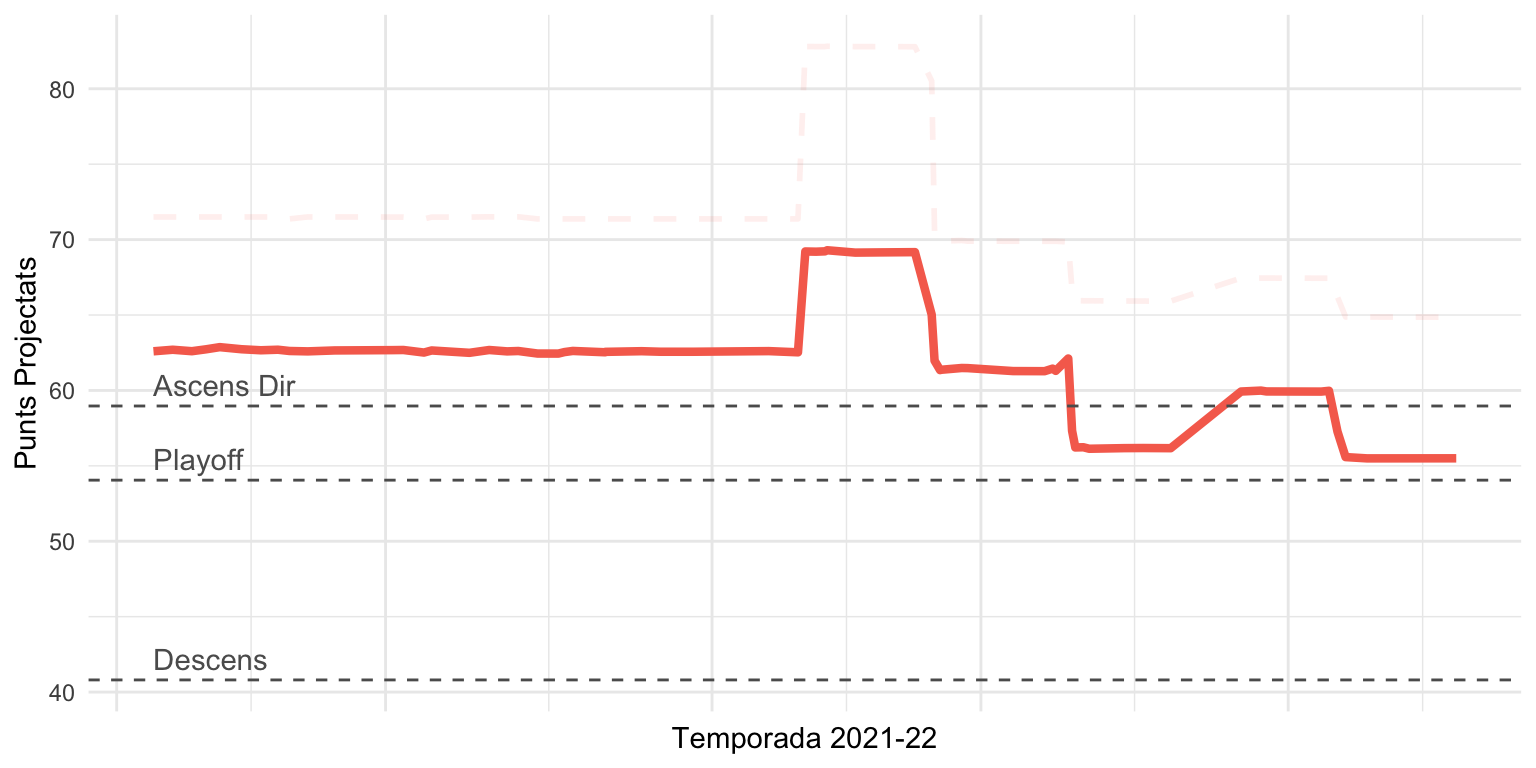 80
70
60
50
40
Punts Projectats
Ascens Dir
Playoff
Descens
Temporada 2021-22